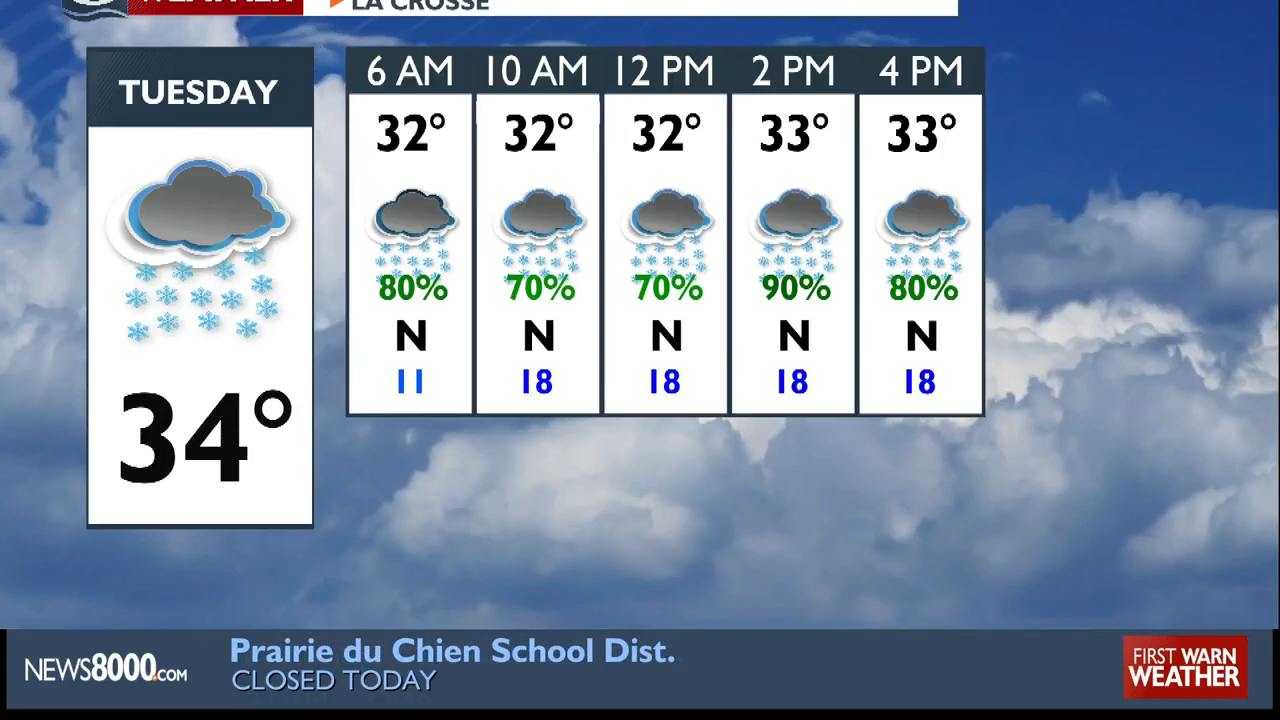 WEATHER
LA CROSSE
TUESDAY
34°
6 AM 10 AM 12 PM 2 PM 4 PM
32° 32° 32° 33° 33°
80% 70% 70% 90% 80%
N N N N N
11 18 18 18 18
NEWS8000.COM
Prairie du Chien School Dist.
CLOSED TODAY
FIRST WARN
WEATHER